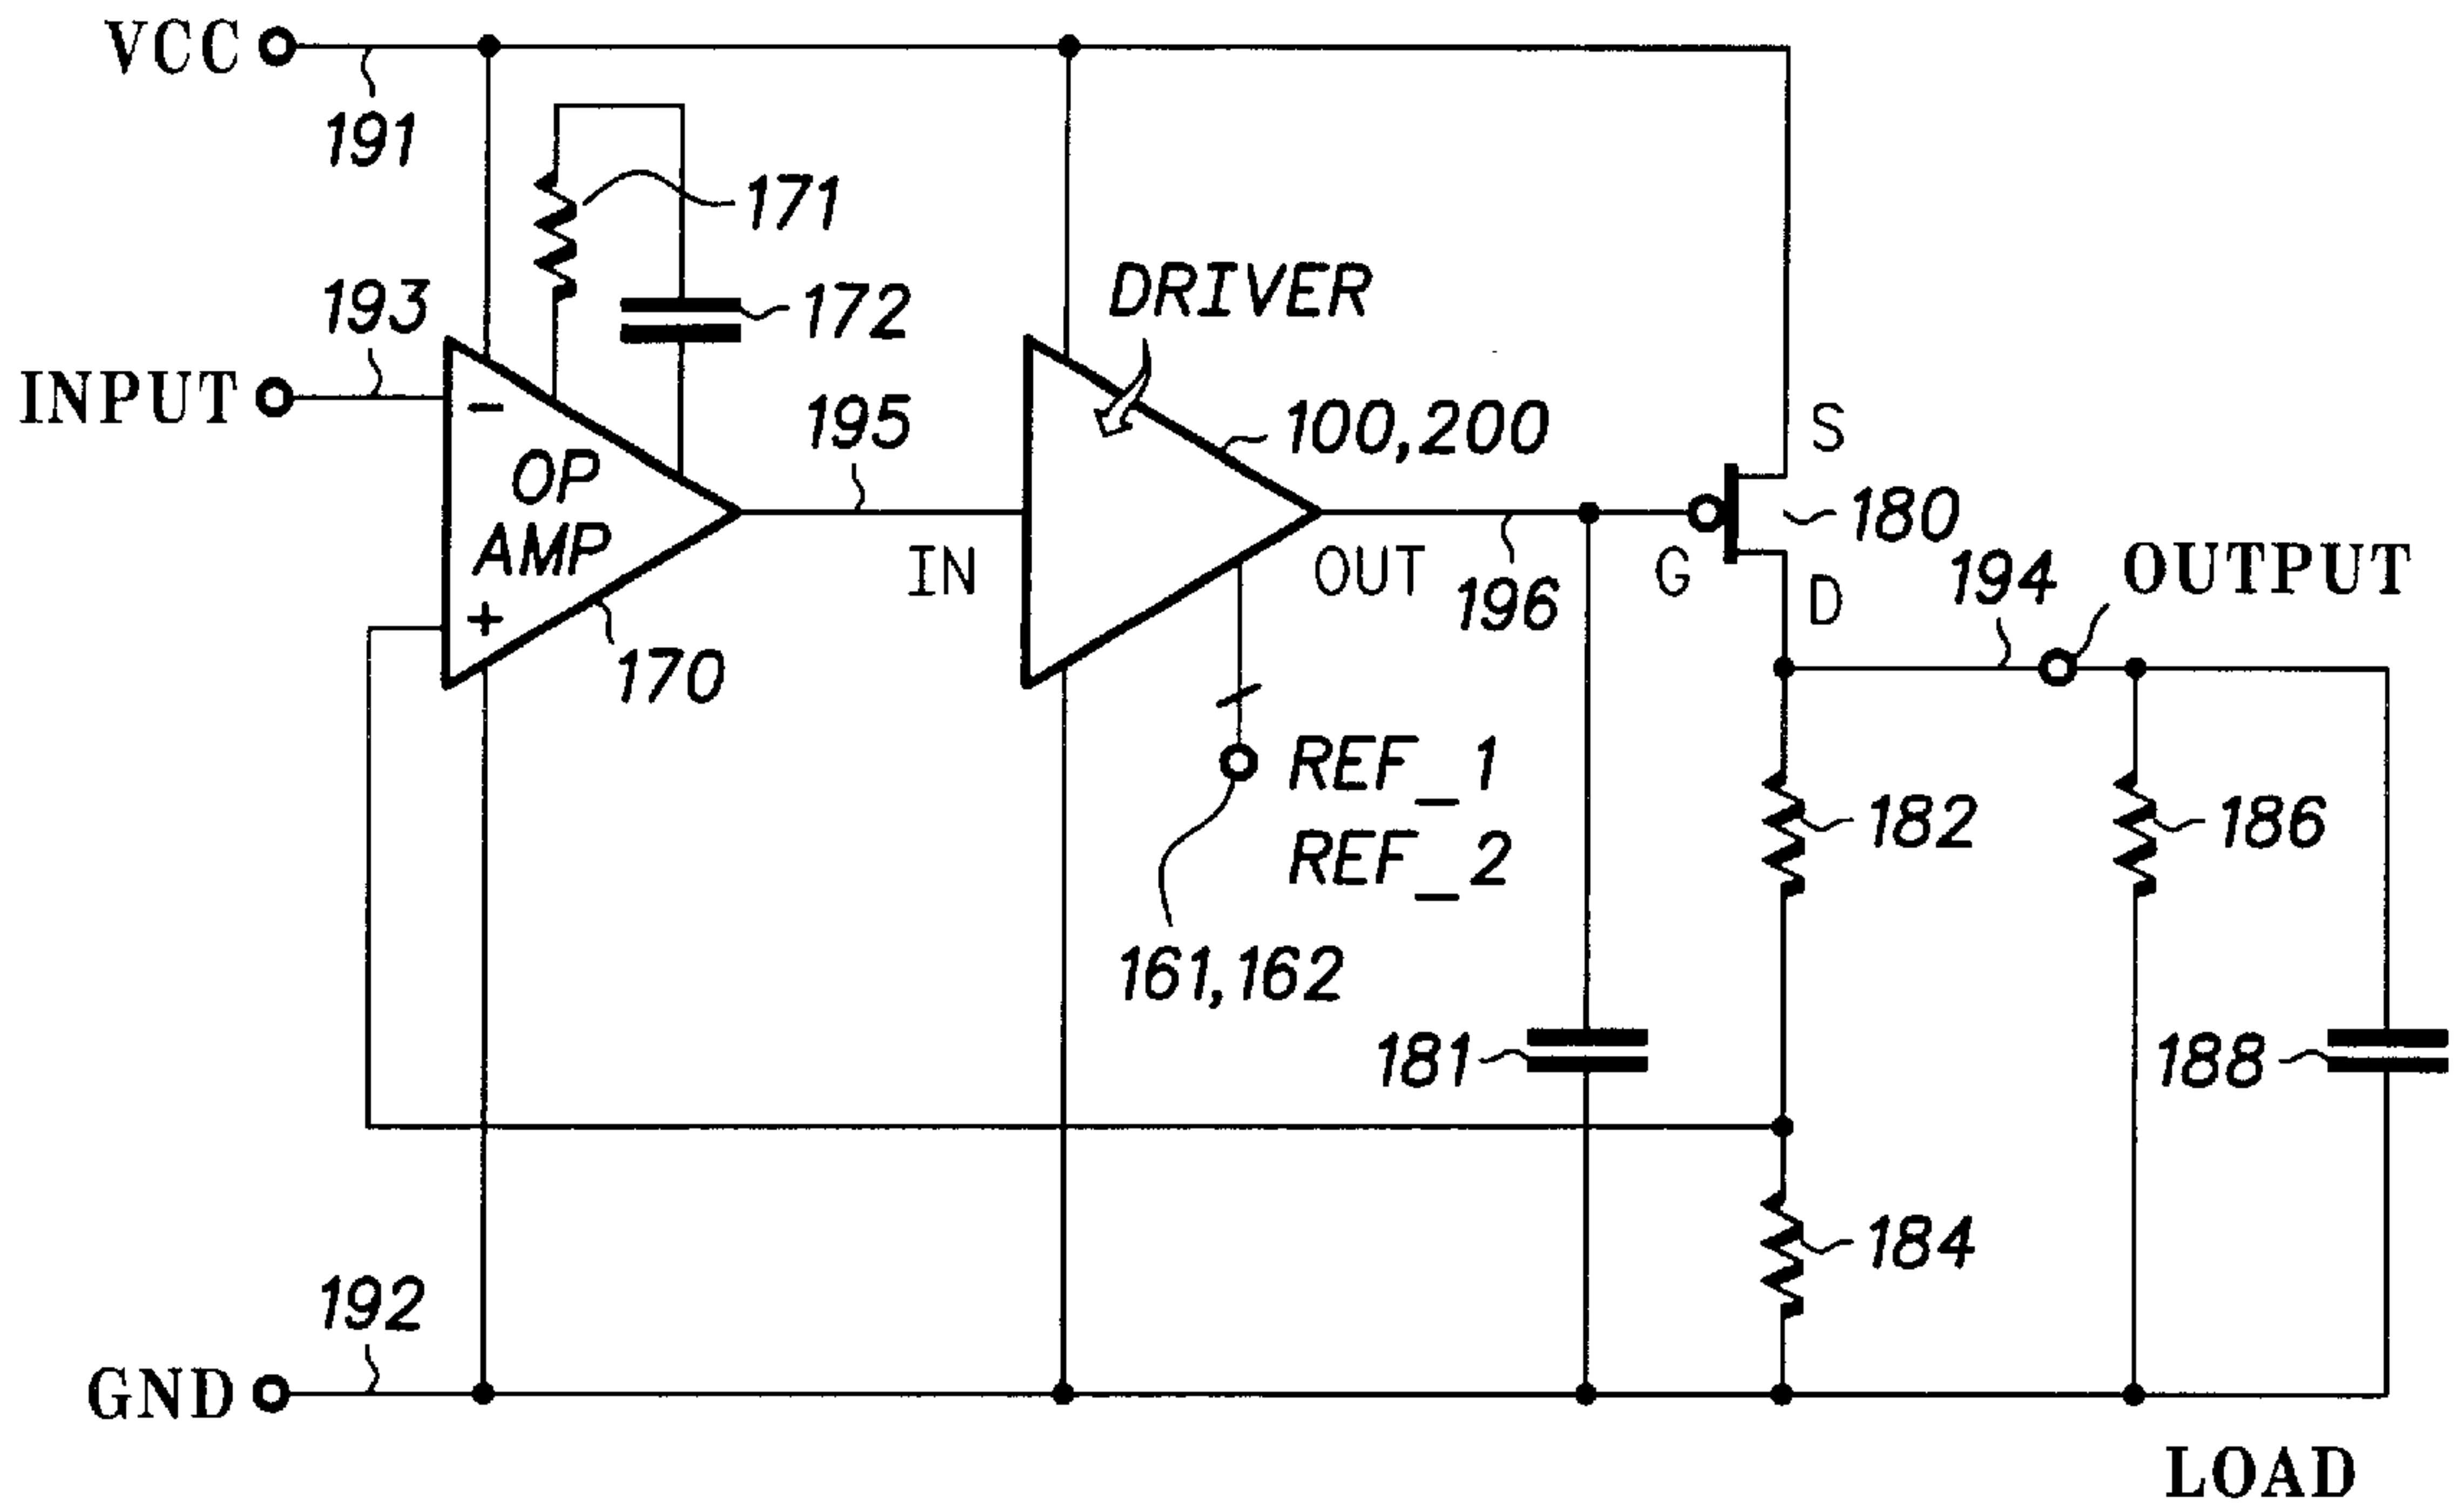 VCC
191
171
193
172
DRIVER
INPUT
-
195
100,200
S
OP
AMP
IN
OUT
196
G
180
D
194
OUTPUT
+
170
REF_1
REF_2
182
186
161,162
181
188
184
192
GND
LOAD